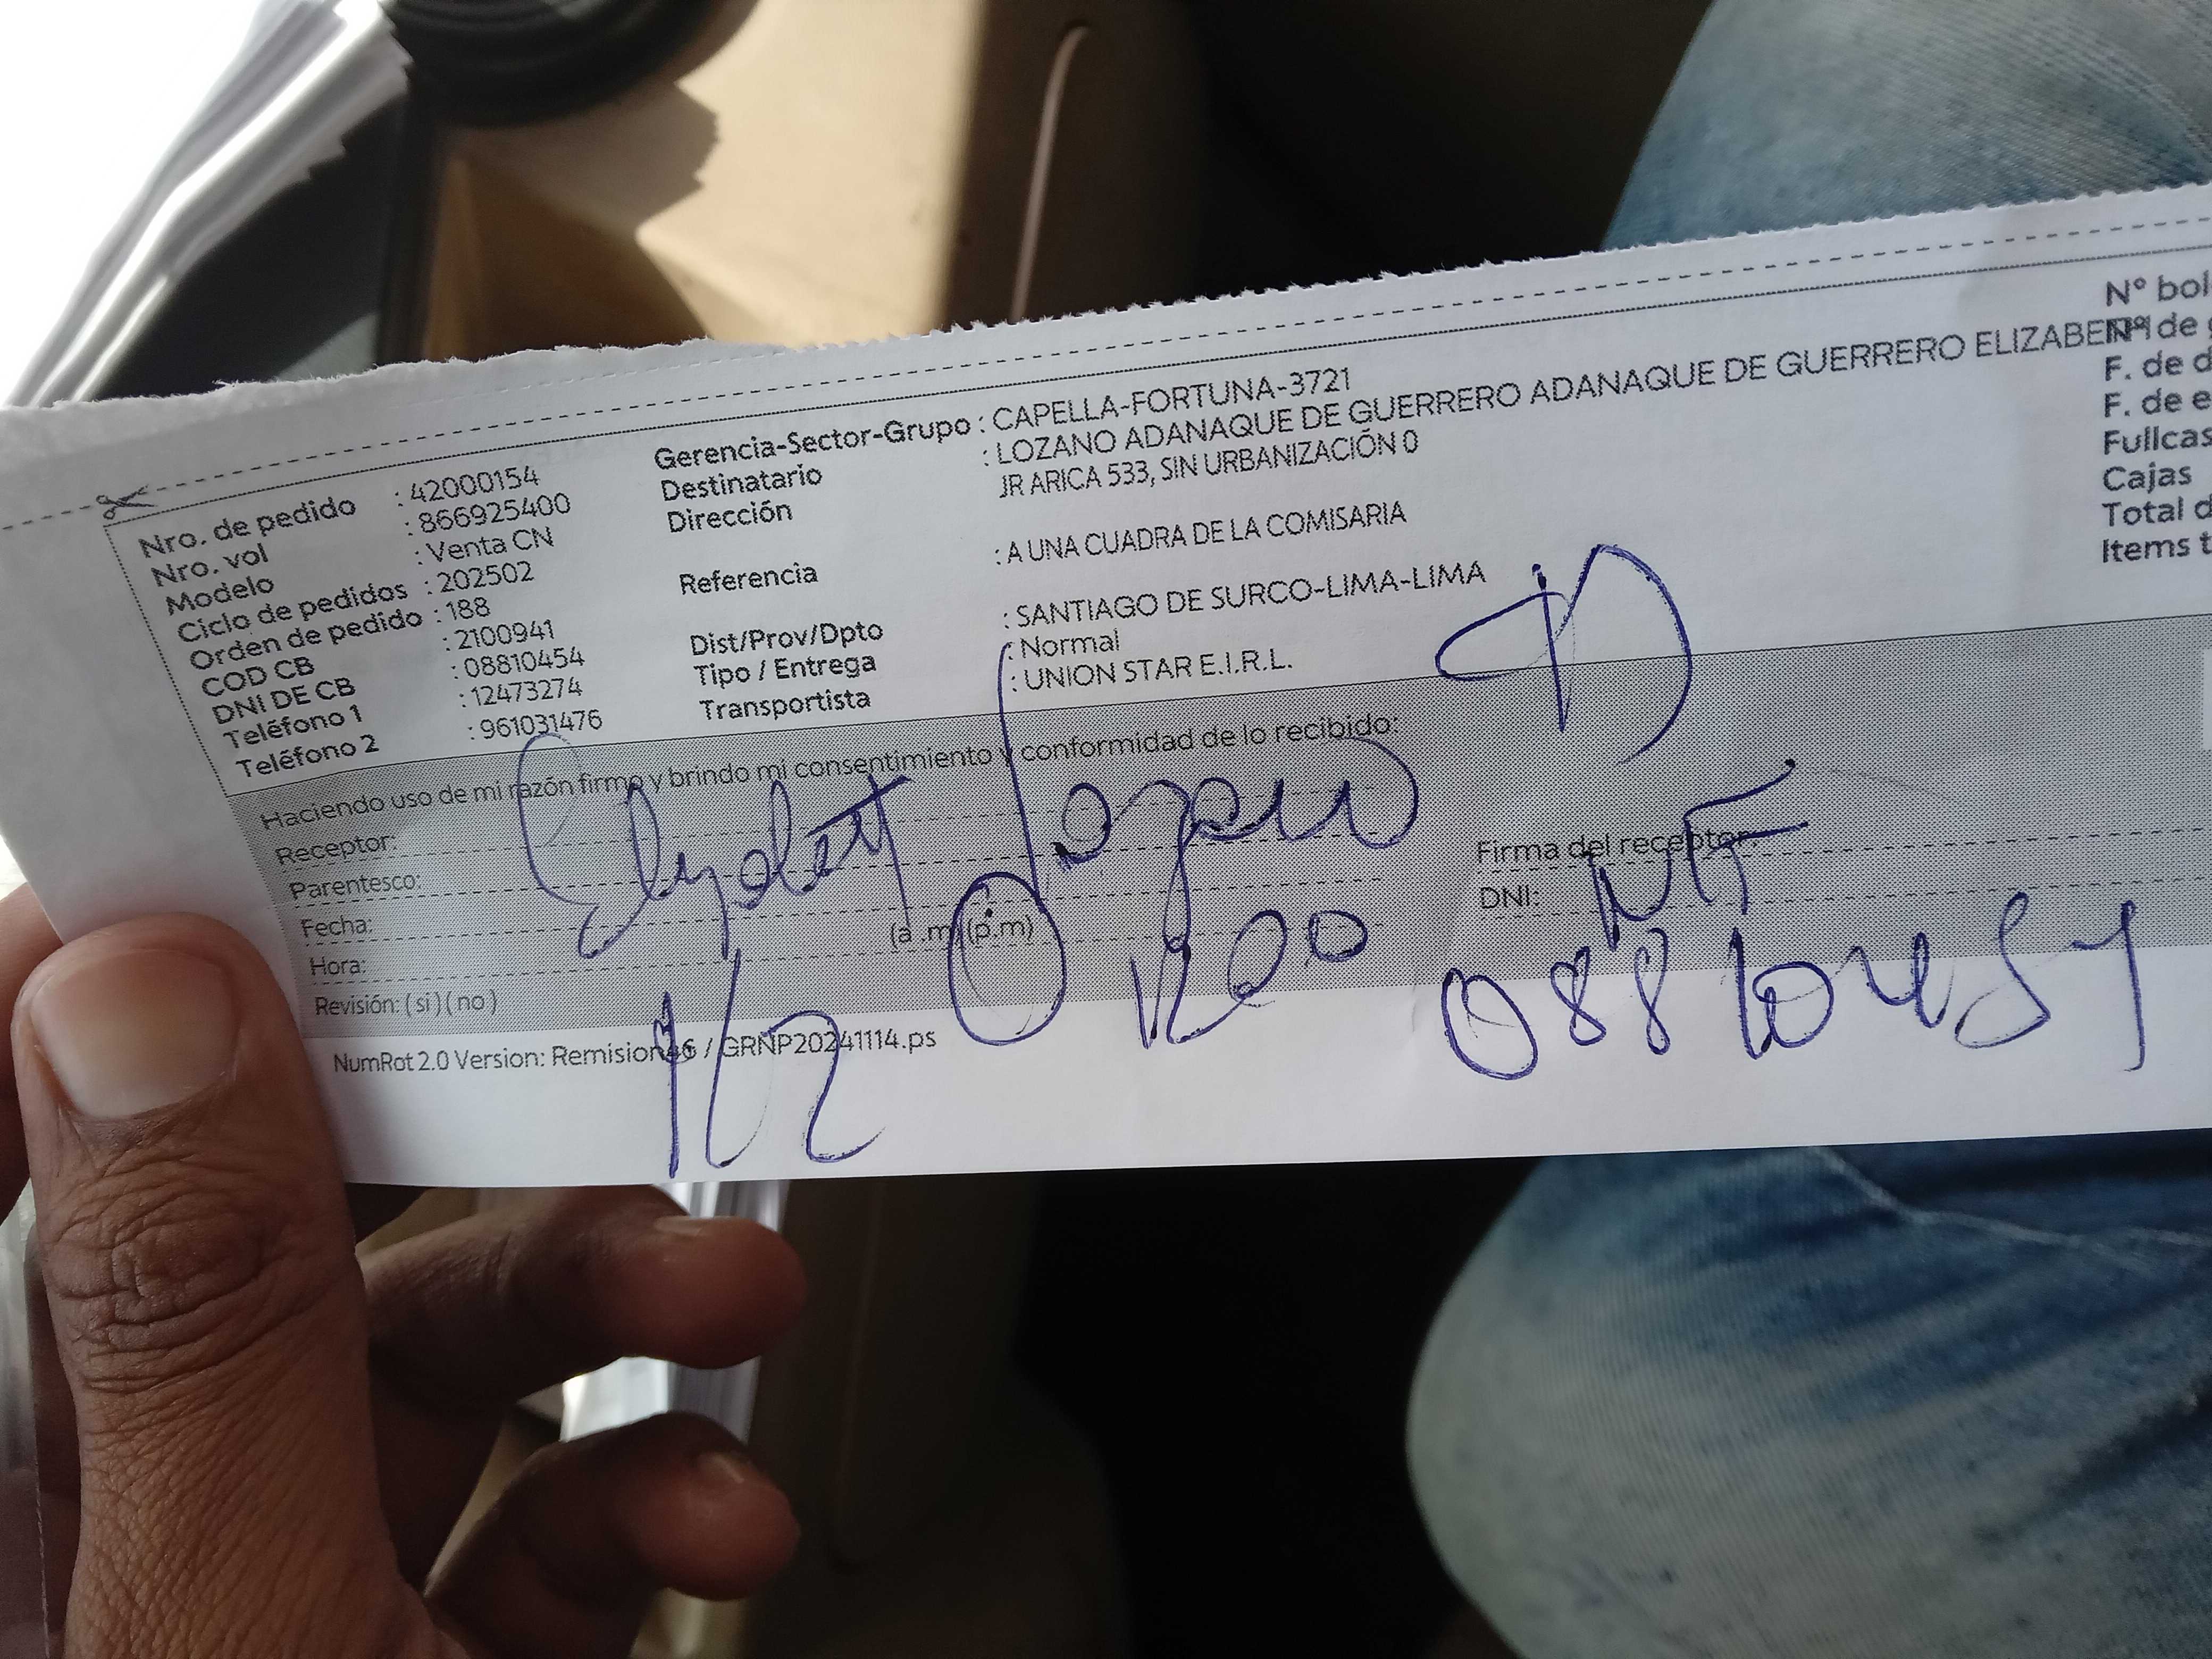 Nro. de pedido : 42000154
Nro. vol : 866925400
Modelo : Venta CN
Ciclo de pedidos : 202502
Orden de pedido : 188
COD CB : 2100941
DNI DE CB : 08810454
Teléfono 1 : 12473274
Teléfono 2 : 961031476
Gerencia-Sector-Grupo : CAPELLA-FORTUNA-3721
Destinatario : LOZANO ADANAQUE DE GUERRERO ADANAQUE DE GUERRERO ELIZABETH
Dirección JR ARICA 533, SIN URBANIZACIÓN 0
Referencia : A UNA CUADRA DE LA COMISARIA
Dist/Prov/Dpto : SANTIAGO DE SURCO-LIMA-LIMA
Tipo / Entrega : Normal
Transportista : UNION STAR E.I.R.L.
N° bol
N° de
F. de d
F. de e
Fullcas
Cajas
Total d
Items t
Haciendo uso de mi razón firmo y brindo mi consentimiento y conformidad de lo recibido:
Receptor:
Parentesco:
Fecha:
Hora: (a .m) (p.m)
Revisión: ( si ) ( no )
Lozano
1200
Firma del receptor:
DNI:
NumRot 2.0 Version: Remision46 / GRNP20241114.ps